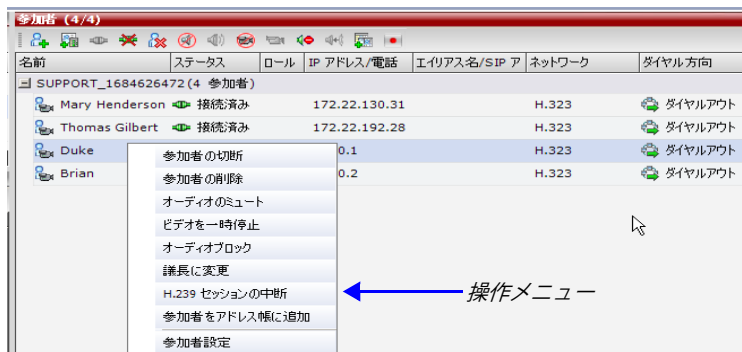 参加者 (4/4)
名前 ステータス ロール IP アドレス/電話 エイリアス名/SIP ア ネットワーク ダイヤル方向
SUPPORT_1684626472(4 参加者)
Mary Henderson 接続済み 172.22.130.31 H.323 ダイヤルアウト
Thomas Gilbert 接続済み 172.22.192.28 H.323 ダイヤルアウト
Duke 0.1 H.323 ダイヤルアウト
Brian 0.2 H.323 ダイヤルアウト
参加者の切断
参加者の削除
オーディオのミュート
ビデオを一時停止
オーディオブロック
議長に変更
H.239 セッションの中断
操作メニュー
参加者をアドレス帳に追加
参加者設定